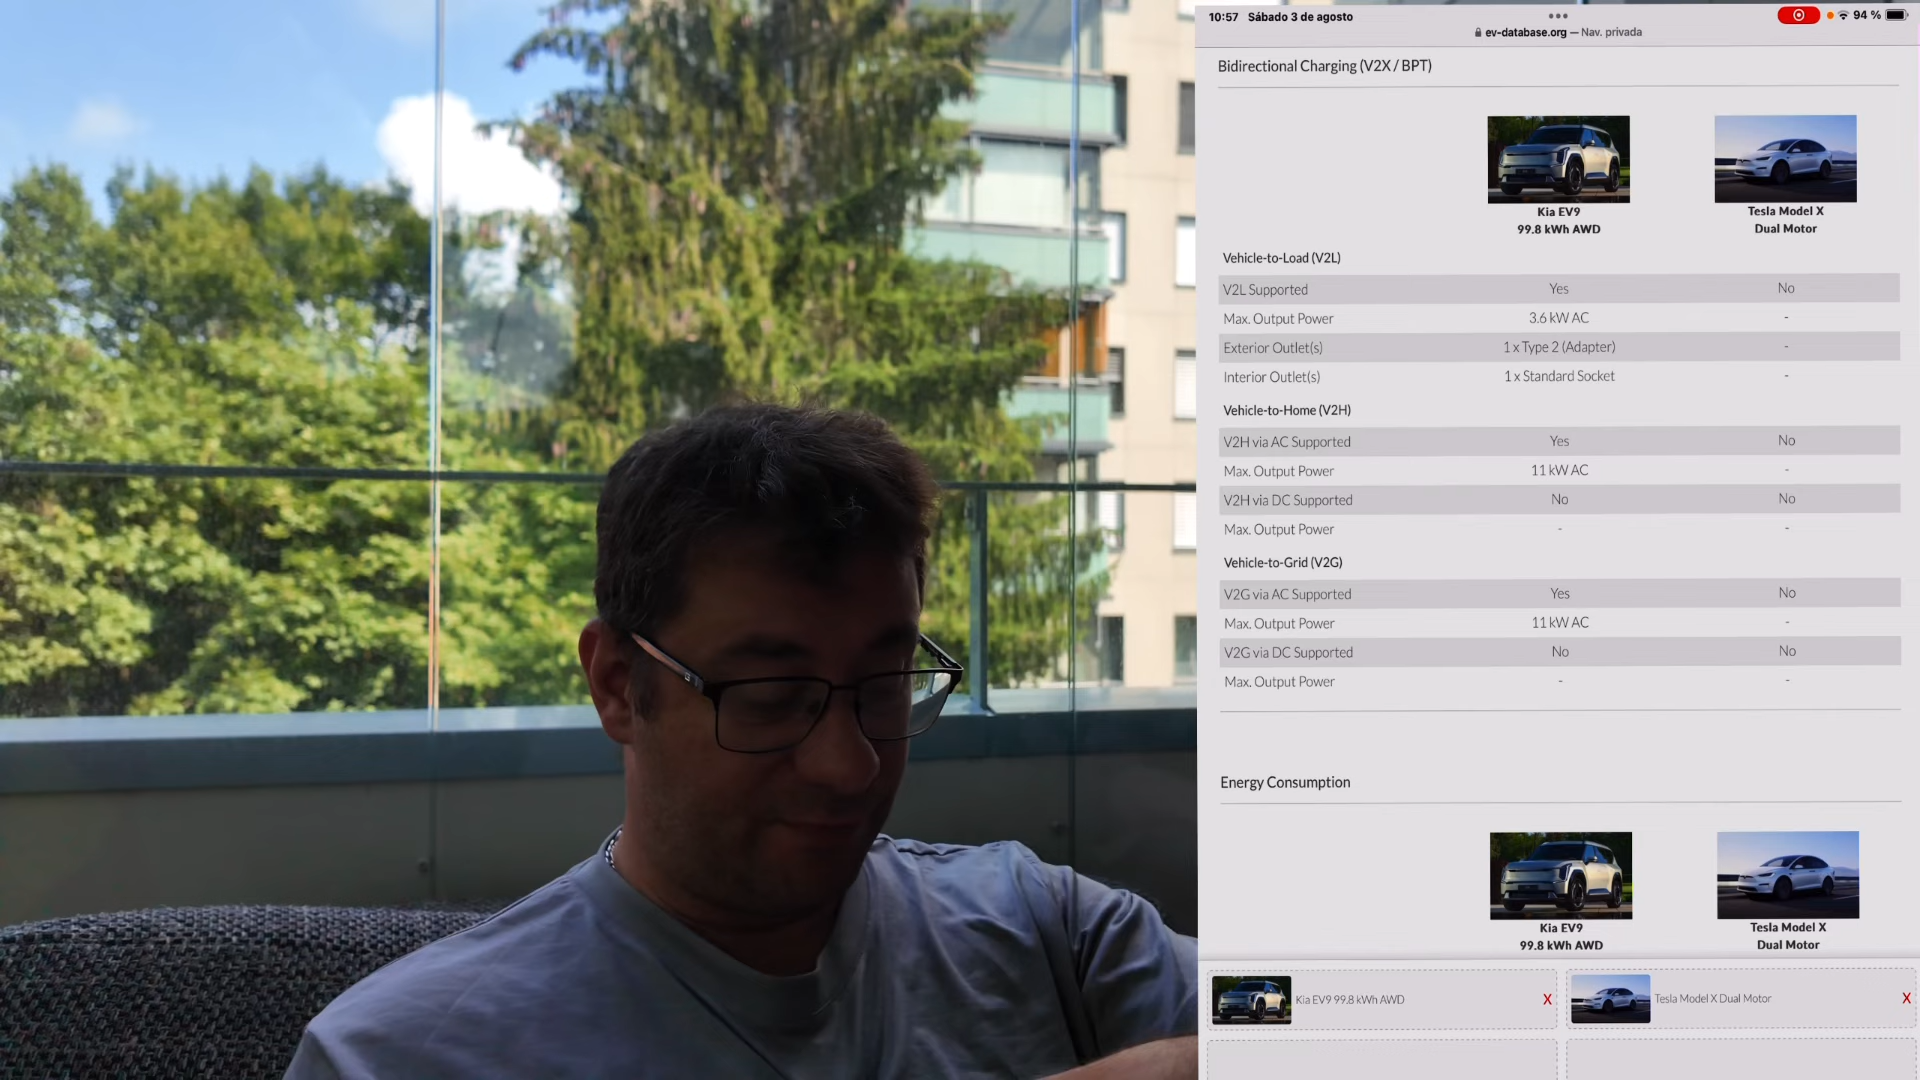 10:57 Sábado 3 de agosto
94 %
ev-database.org — Nav. privada
Bidirectional Charging (V2X / BPT)
Kia EV9
99.8 kWh AWD
Tesla Model X
Dual Motor
Vehicle-to-Load (V2L)
V2L Supported Yes No
Max. Output Power 3.6 kW AC -
Exterior Outlet(s) 1 x Type 2 (Adapter) -
Interior Outlet(s) 1 x Standard Socket -
Vehicle-to-Home (V2H)
V2H via AC Supported Yes No
Max. Output Power 11 kW AC -
V2H via DC Supported No No
Max. Output Power - -
Vehicle-to-Grid (V2G)
V2G via AC Supported Yes No
Max. Output Power 11 kW AC -
V2G via DC Supported No No
Max. Output Power - -
Energy Consumption
Kia EV9
99.8 kWh AWD
Tesla Model X
Dual Motor
Kia EV9 99.8 kWh AWD X
Tesla Model X Dual Motor X